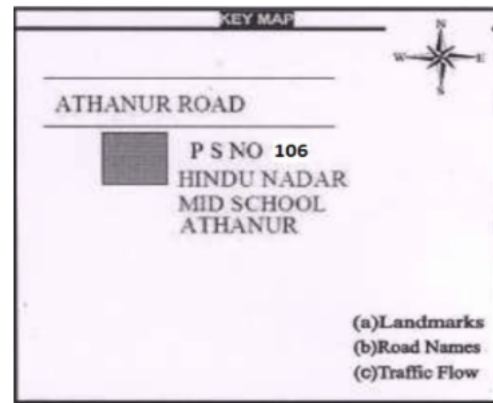 KEY MAP
N
W E
S
ATHANUR ROAD
P S NO 106
HINDU NADAR
MID SCHOOL
ATHANUR
(a)Landmarks
(b)Road Names
(c)Traffic Flow